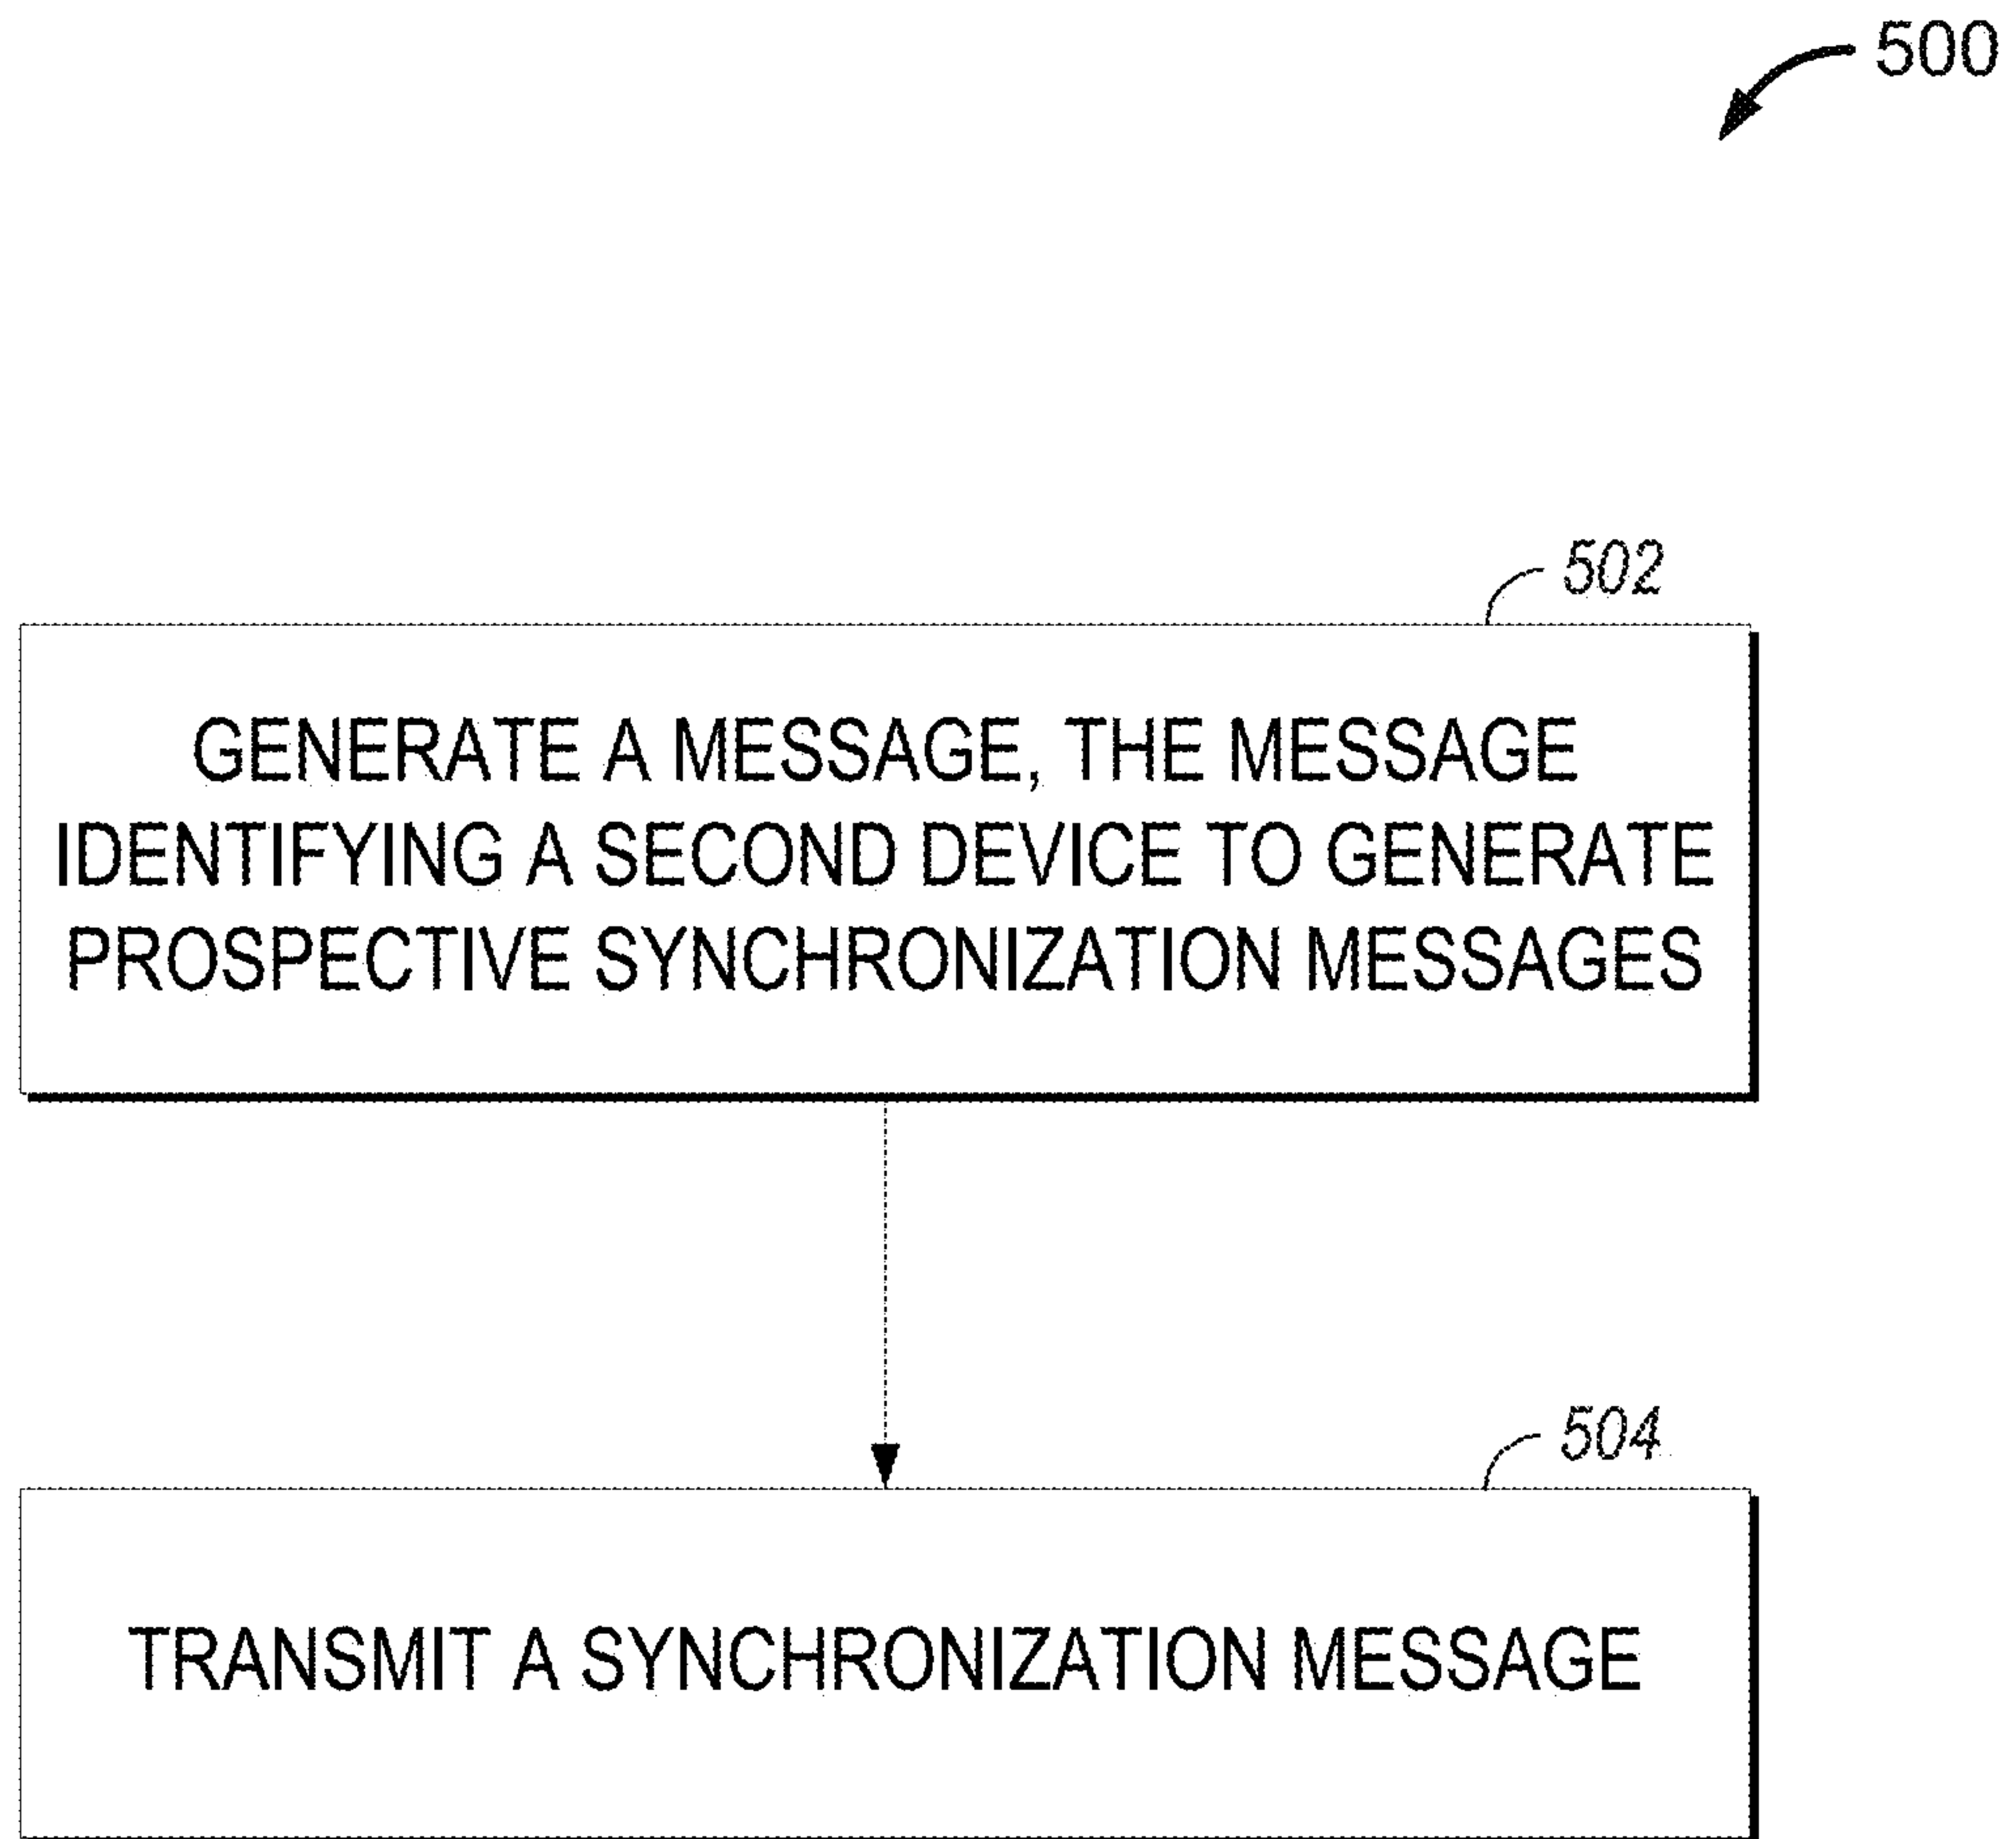 500
502
GENERATE A MESSAGE, THE MESSAGE
IDENTIFYING A SECOND DEVICE TO GENERATE
PROSPECTIVE SYNCHRONIZATION MESSAGES
504
TRANSMIT A SYNCHRONIZATION MESSAGE